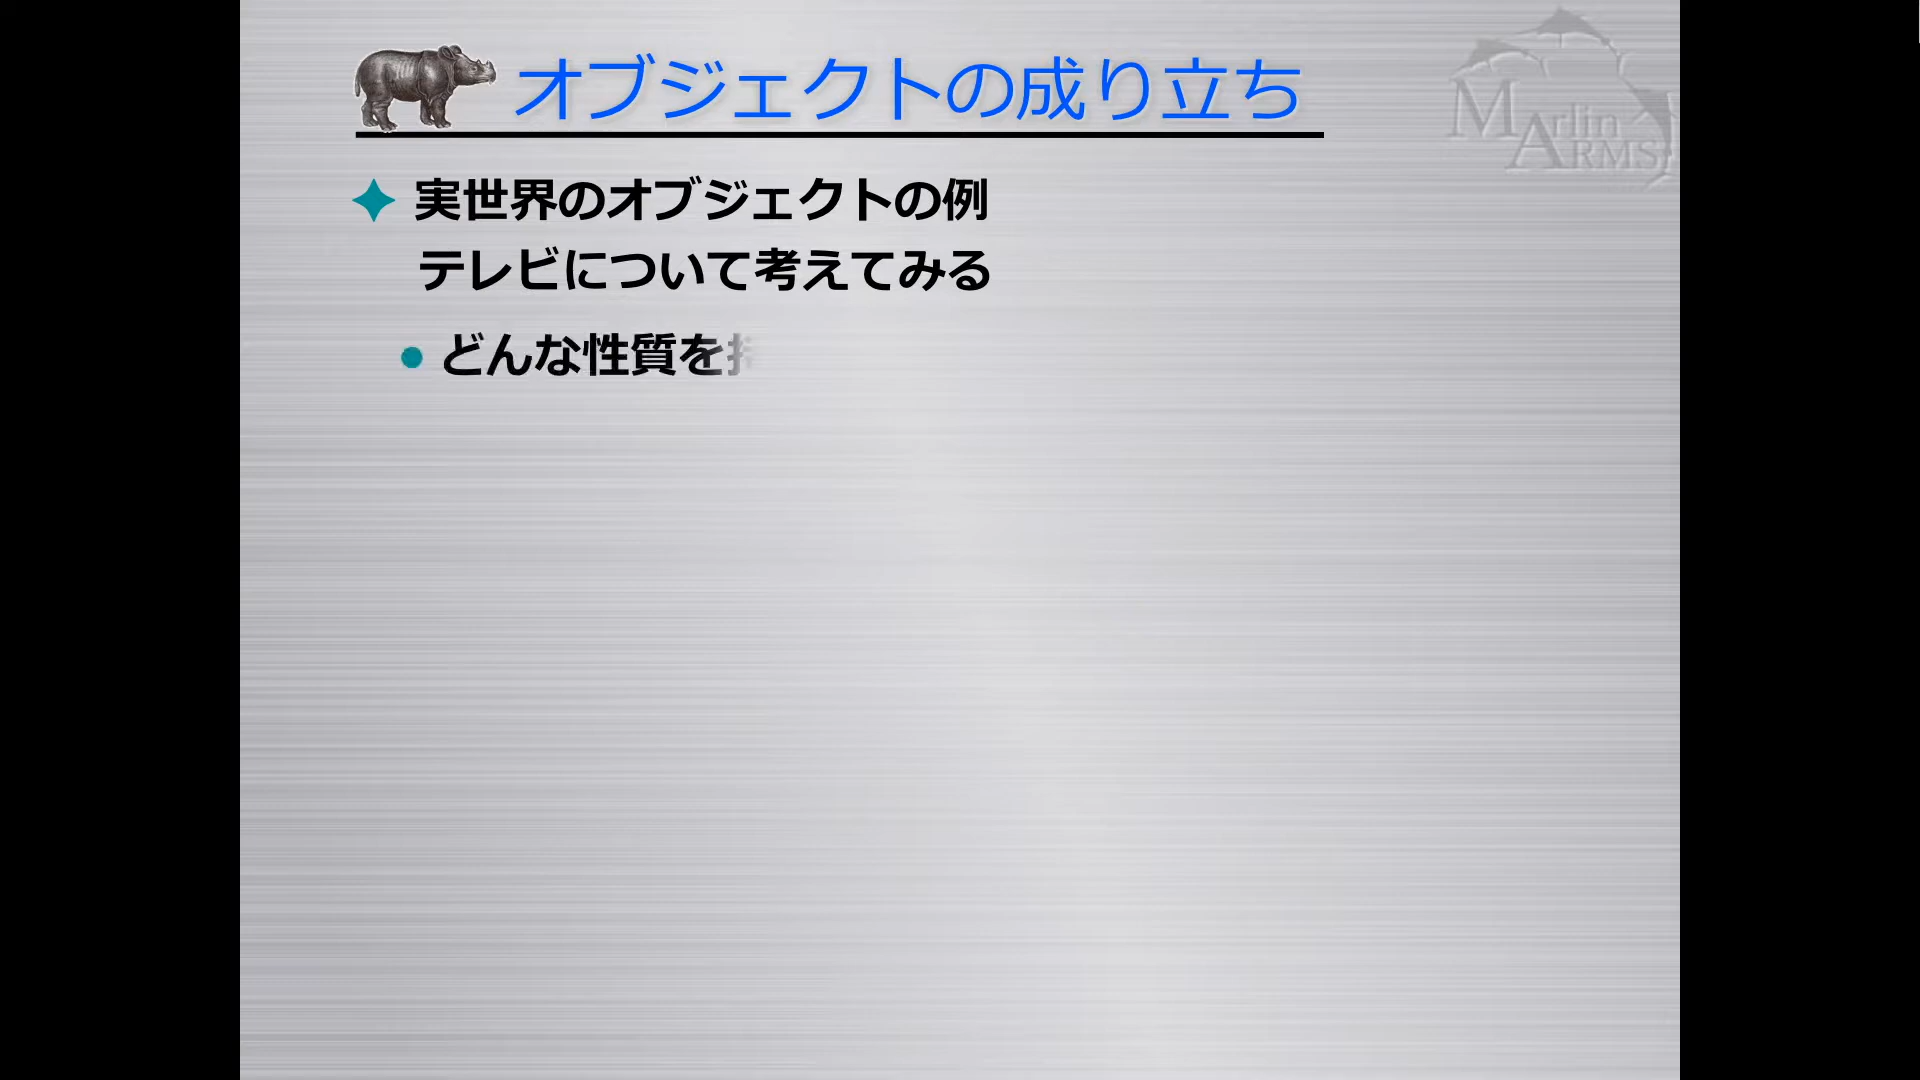 オブジェクトの成り立ち
Marlin
ARMS
実世界のオブジェクトの例
テレビについて考えてみる
どんな性質を